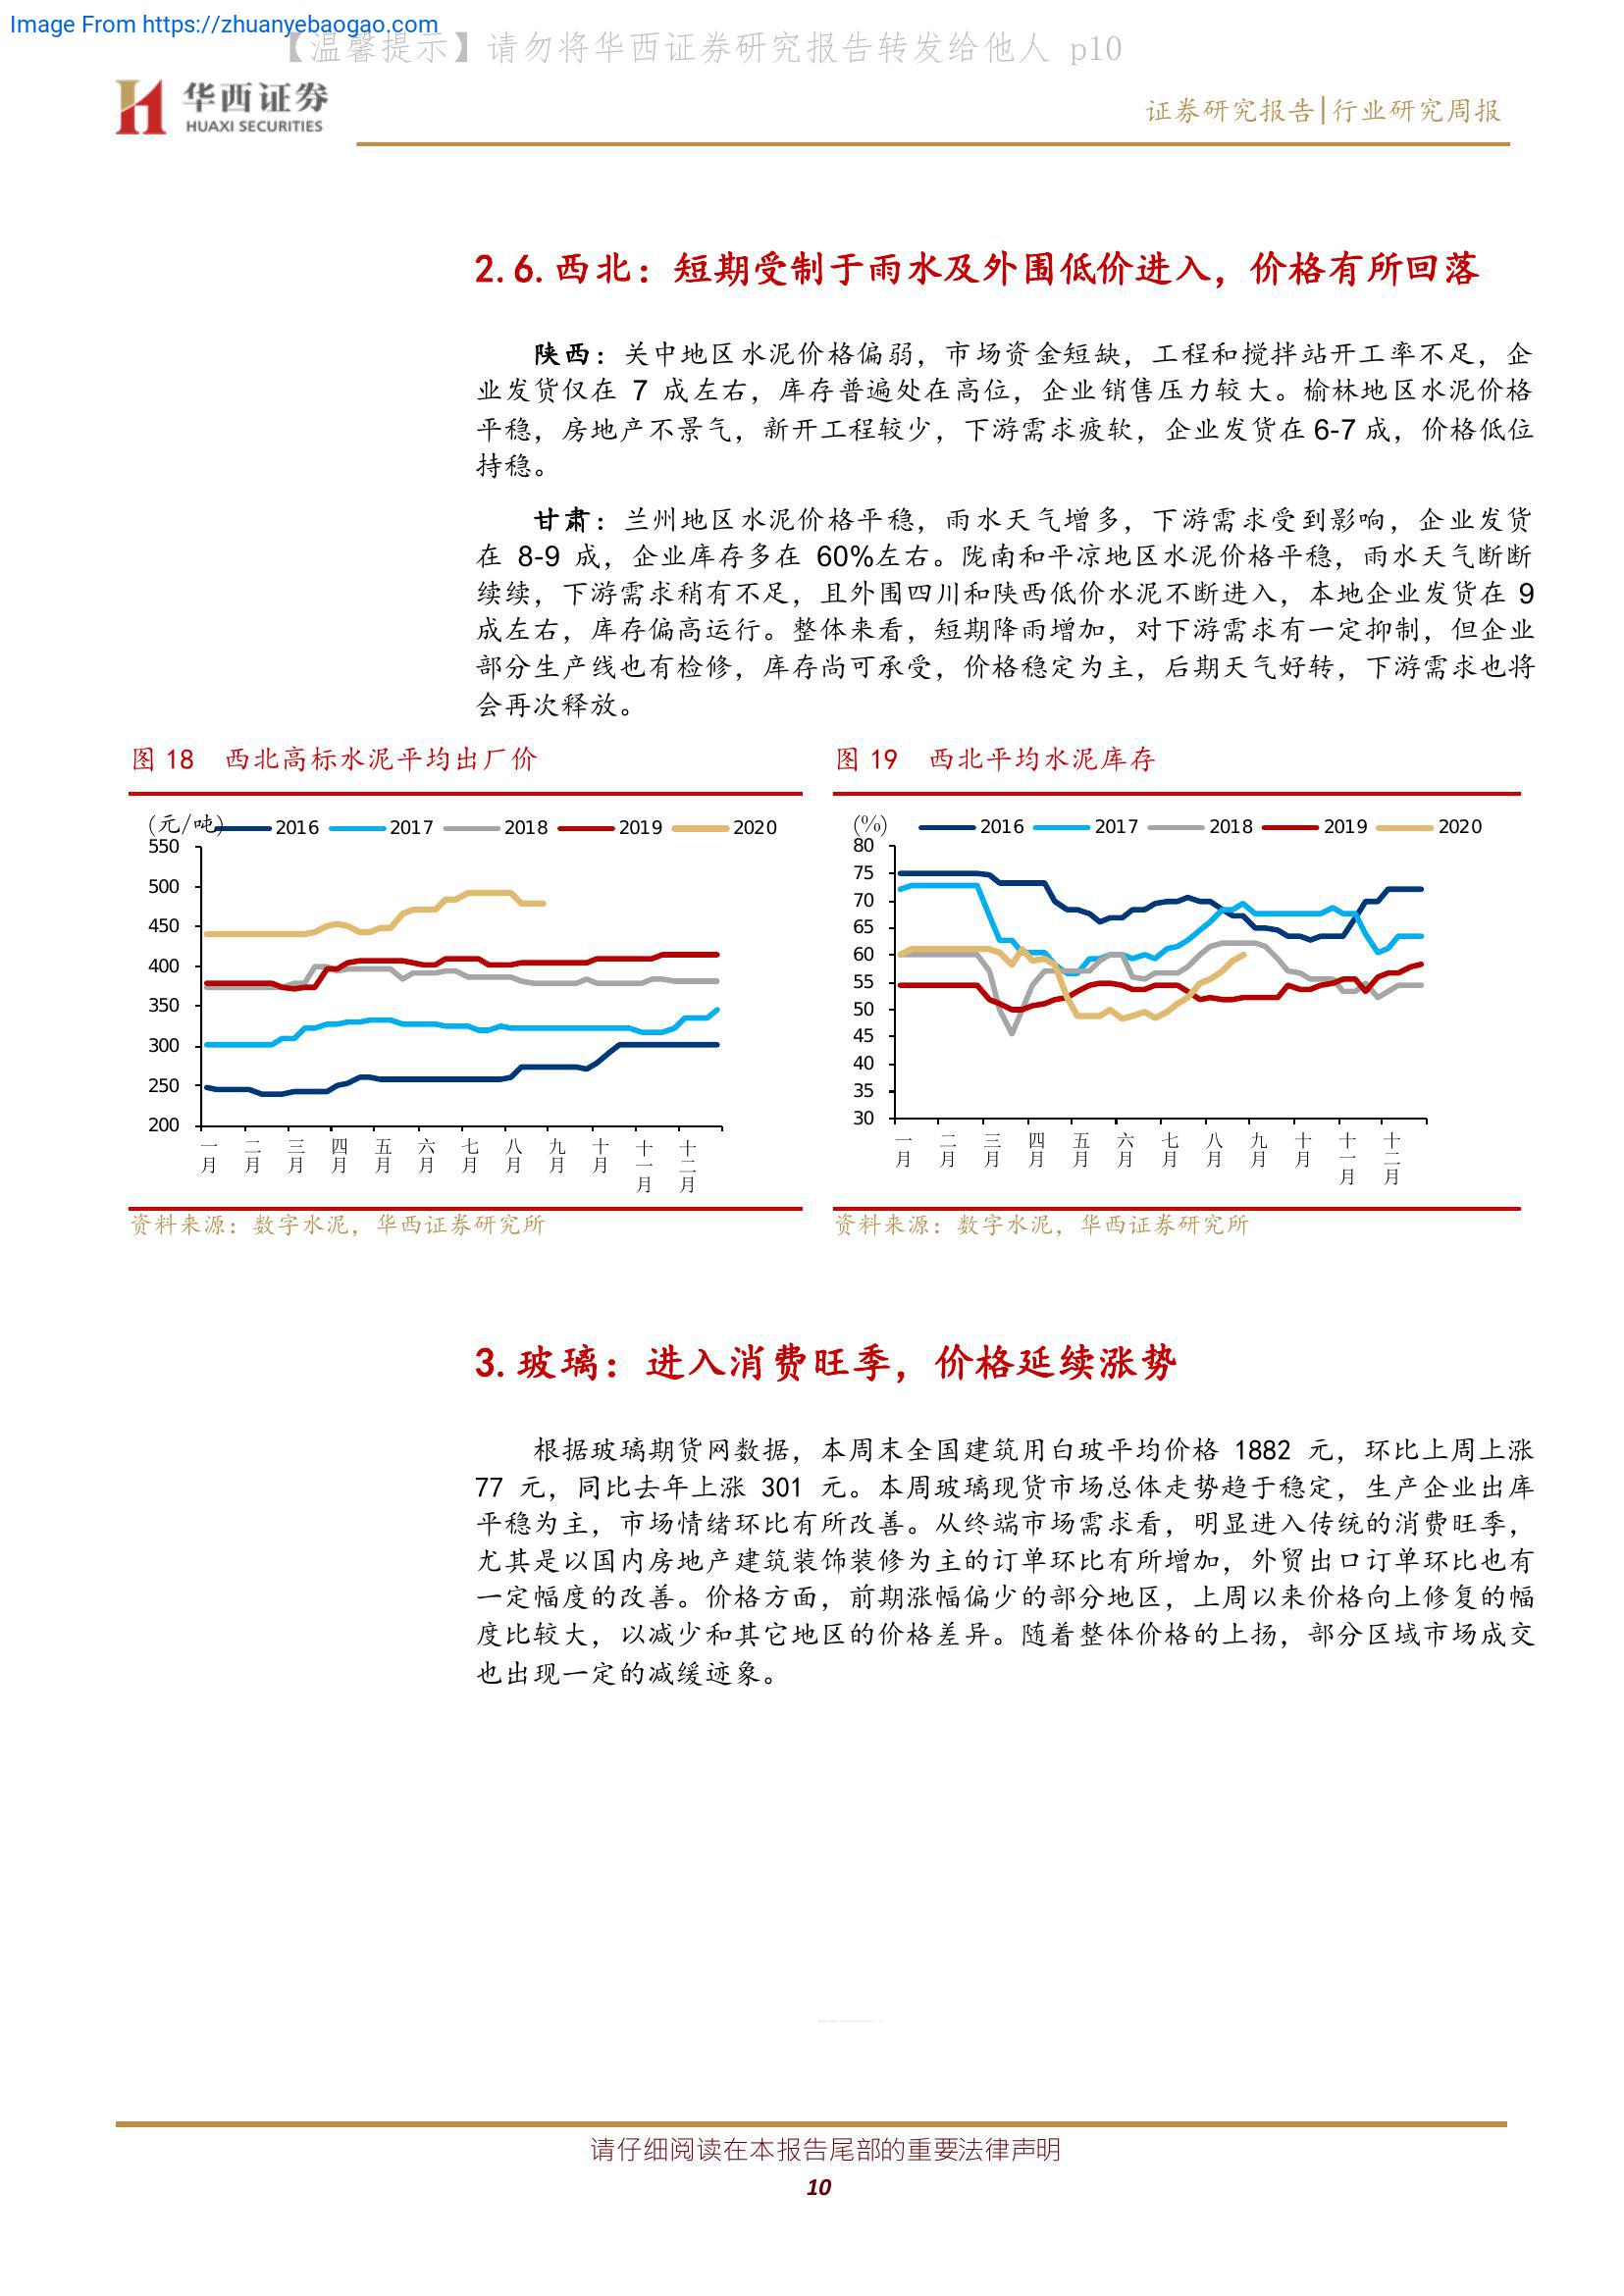 Image From https://zhuanyebaogao.com
【温馨提示】请勿将华西证券研究报告转发给他人 p10
华西证券
HUAXI SECURITIES
证券研究报告|行业研究周报
2.6.西北：短期受制于雨水及外围低价进入，价格有所回落
陕西：关中地区水泥价格偏弱，市场资金短缺，工程和搅拌站开工率不足，企
业发货仅在 7 成左右，库存普遍处在高位，企业销售压力较大。榆林地区水泥价格
平稳，房地产不景气，新开工程较少，下游需求疲软，企业发货在 6-7 成，价格低位
持稳。
甘肃：兰州地区水泥价格平稳，雨水天气增多，下游需求受到影响，企业发货
在 8-9 成，企业库存多在 60%左右。陇南和平凉地区水泥价格平稳，雨水天气断断
续续，下游需求稍有不足，且外围四川和陕西低价水泥不断进入，本地企业发货在 9
成左右，库存偏高运行。整体来看，短期降雨增加，对下游需求有一定抑制，但企业
部分生产线也有检修，库存尚可承受，价格稳定为主，后期天气好转，下游需求也将
会再次释放。
图 18 西北高标水泥平均出厂价
(元/吨)
2016 2017 2018 2019 2020
550
500
450
400
350
300
250
200
一月 二月 三月 四月 五月 六月 七月 八月 九月 十月 十一月 十二月
资料来源：数字水泥，华西证券研究所
图 19 西北平均水泥库存
(%)
2016 2017 2018 2019 2020
80
75
70
65
60
55
50
45
40
35
30
一月 二月 三月 四月 五月 六月 七月 八月 九月 十月 十一月 十二月
资料来源：数字水泥，华西证券研究所
3.玻璃：进入消费旺季，价格延续涨势
根据玻璃期货网数据，本周末全国建筑用白玻平均价格 1882 元，环比上周上涨
77 元，同比去年上涨 301 元。本周玻璃现货市场总体走势趋于稳定，生产企业出库
平稳为主，市场情绪环比有所改善。从终端市场需求看，明显进入传统的消费旺季，
尤其是以国内房地产建筑装饰装修为主的订单环比有所增加，外贸出口订单环比也有
一定幅度的改善。价格方面，前期涨幅偏少的部分地区，上周以来价格向上修复的幅
度比较大，以减少和其它地区的价格差异。随着整体价格的上扬，部分区域市场成交
也出现一定的减缓迹象。
请仔细阅读在本报告尾部的重要法律声明
10